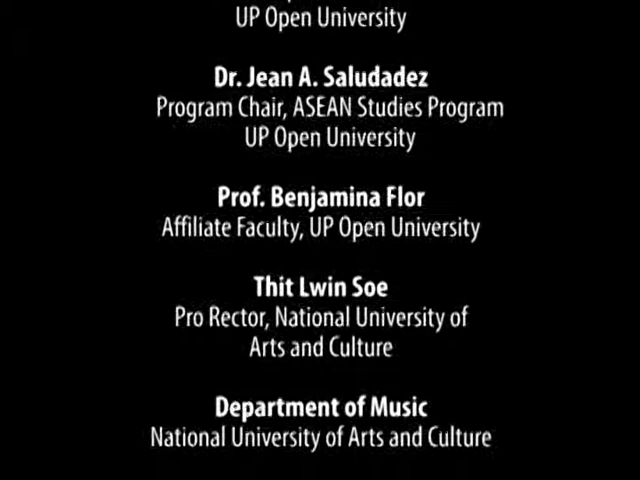 UP Open University
Dr. Jean A. Saludadez
Program Chair, ASEAN Studies Program
UP Open University
Prof. Benjamina Flor
Affiliate Faculty, UP Open University
Thit Lwin Soe
Pro Rector, National University of
Arts and Culture
Department of Music
National University of Arts and Culture